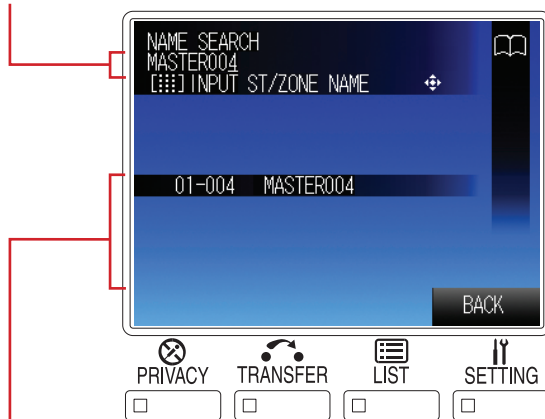 NAME SEARCH
MASTER004
[⁝⁝⁝] INPUT ST/ZONE NAME
01-004 MASTER004
BACK
PRIVACY TRANSFER LIST SETTING